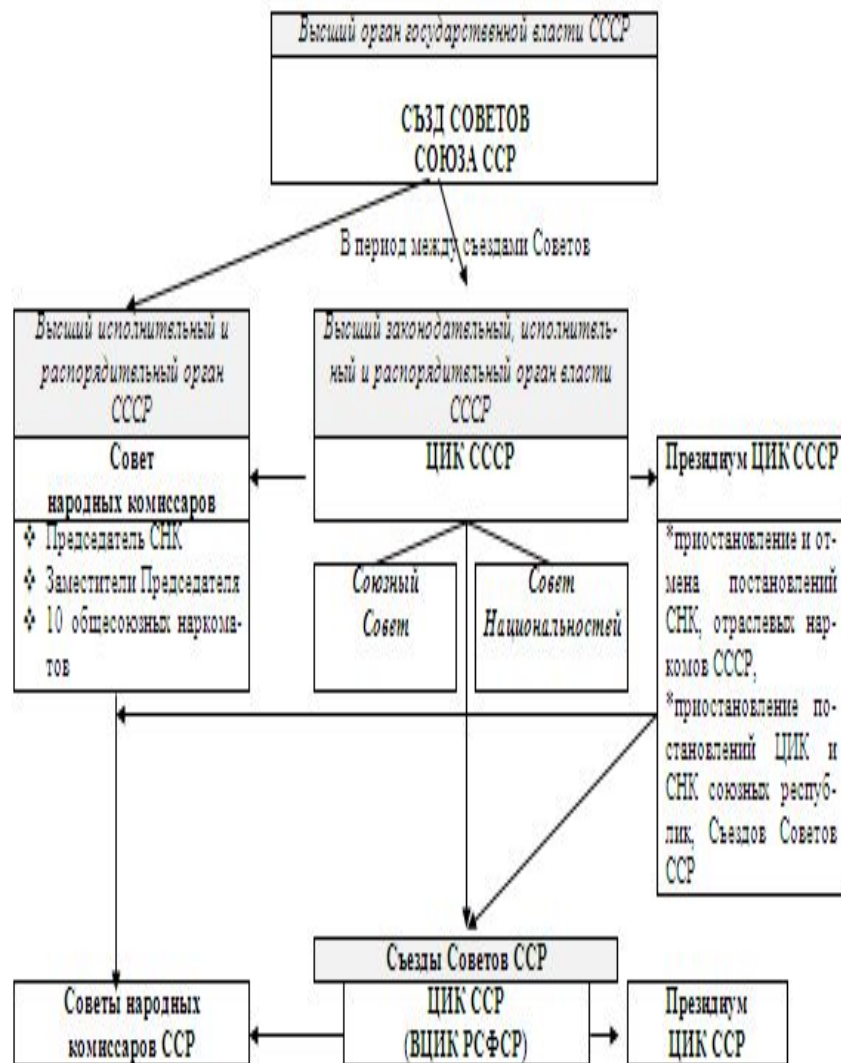 Высший орган государственной власти СССР
СЪЗД СОВЕТОВ
СОЮЗА ССР
В период между съездами Советов
Высший исполнительный и
распорядительный орган
СССР
Совет
народных комиссаров
❖ Председатель СНК
❖ Заместители Председателя
❖ 10 общесоюзных наркома-
тов
Высший законодательный, исполнитель-
ный и распорядительный орган власти
СССР
ЦИК СССР
Союзный
Совет
Совет
Национальностей
Президиум ЦИК СССР
*приостановление и от-
мена постановлений
СНК, отраслевых нар-
комов СССР,
*приостановление по-
становлений ЦИК и
СНК союзных респуб-
лик, Съездов Советов
ССР
Съезды Советов ССР
Советы народных
комиссаров ССР
ЦИК ССР
(ВЦИК РСФСР)
Президиум
ЦИК ССР